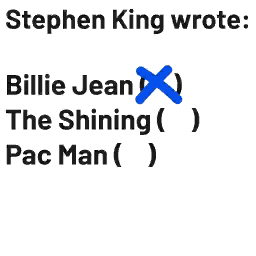 Stephen King wrote:
Billie Jean (X)
The Shining ( )
Pac Man ( )